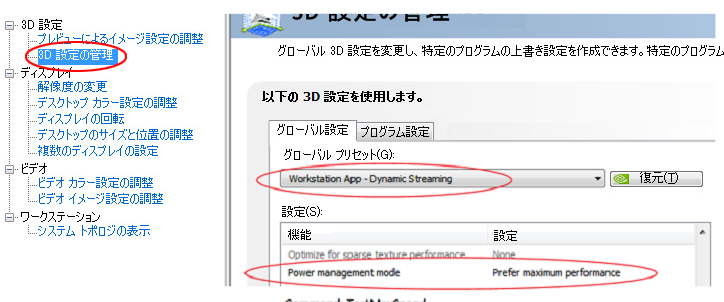 3D 設定
プレビューによるイメージ設定の調整
3D 設定の管理
ディスプレイ
解像度の変更
デスクトップ カラー設定の調整
ディスプレイの回転
デスクトップのサイズと位置の調整
複数のディスプレイの設定
ビデオ
ビデオ カラー設定の調整
ビデオ イメージ設定の調整
ワークステーション
システム トポロジの表示
3D 設定の管理
グローバル 3D 設定を変更し、特定のプログラムの上書き設定を作成できます。特定のプログラム
以下の 3D 設定を使用します。
グローバル設定 プログラム設定
グローバル プリセット(G):
Workstation App - Dynamic Streaming
復元(T)
設定(S):
機能 設定
Optimize for sparse texture performance None
Power management mode Prefer maximum performance